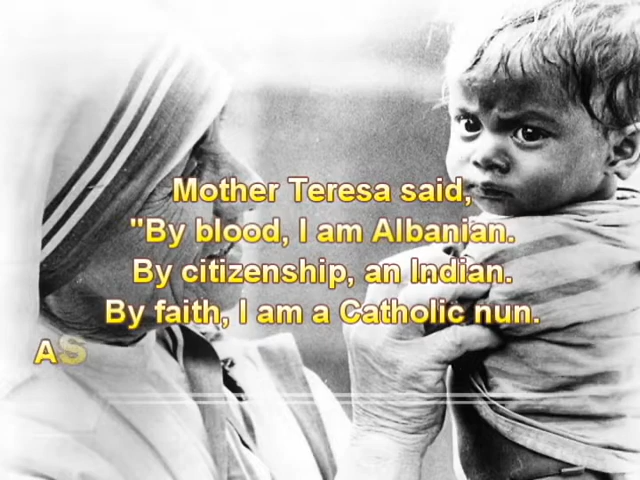 Mother Teresa said,
"By blood, I am Albanian.
By citizenship, an Indian.
By faith, I am a Catholic nun.
AS